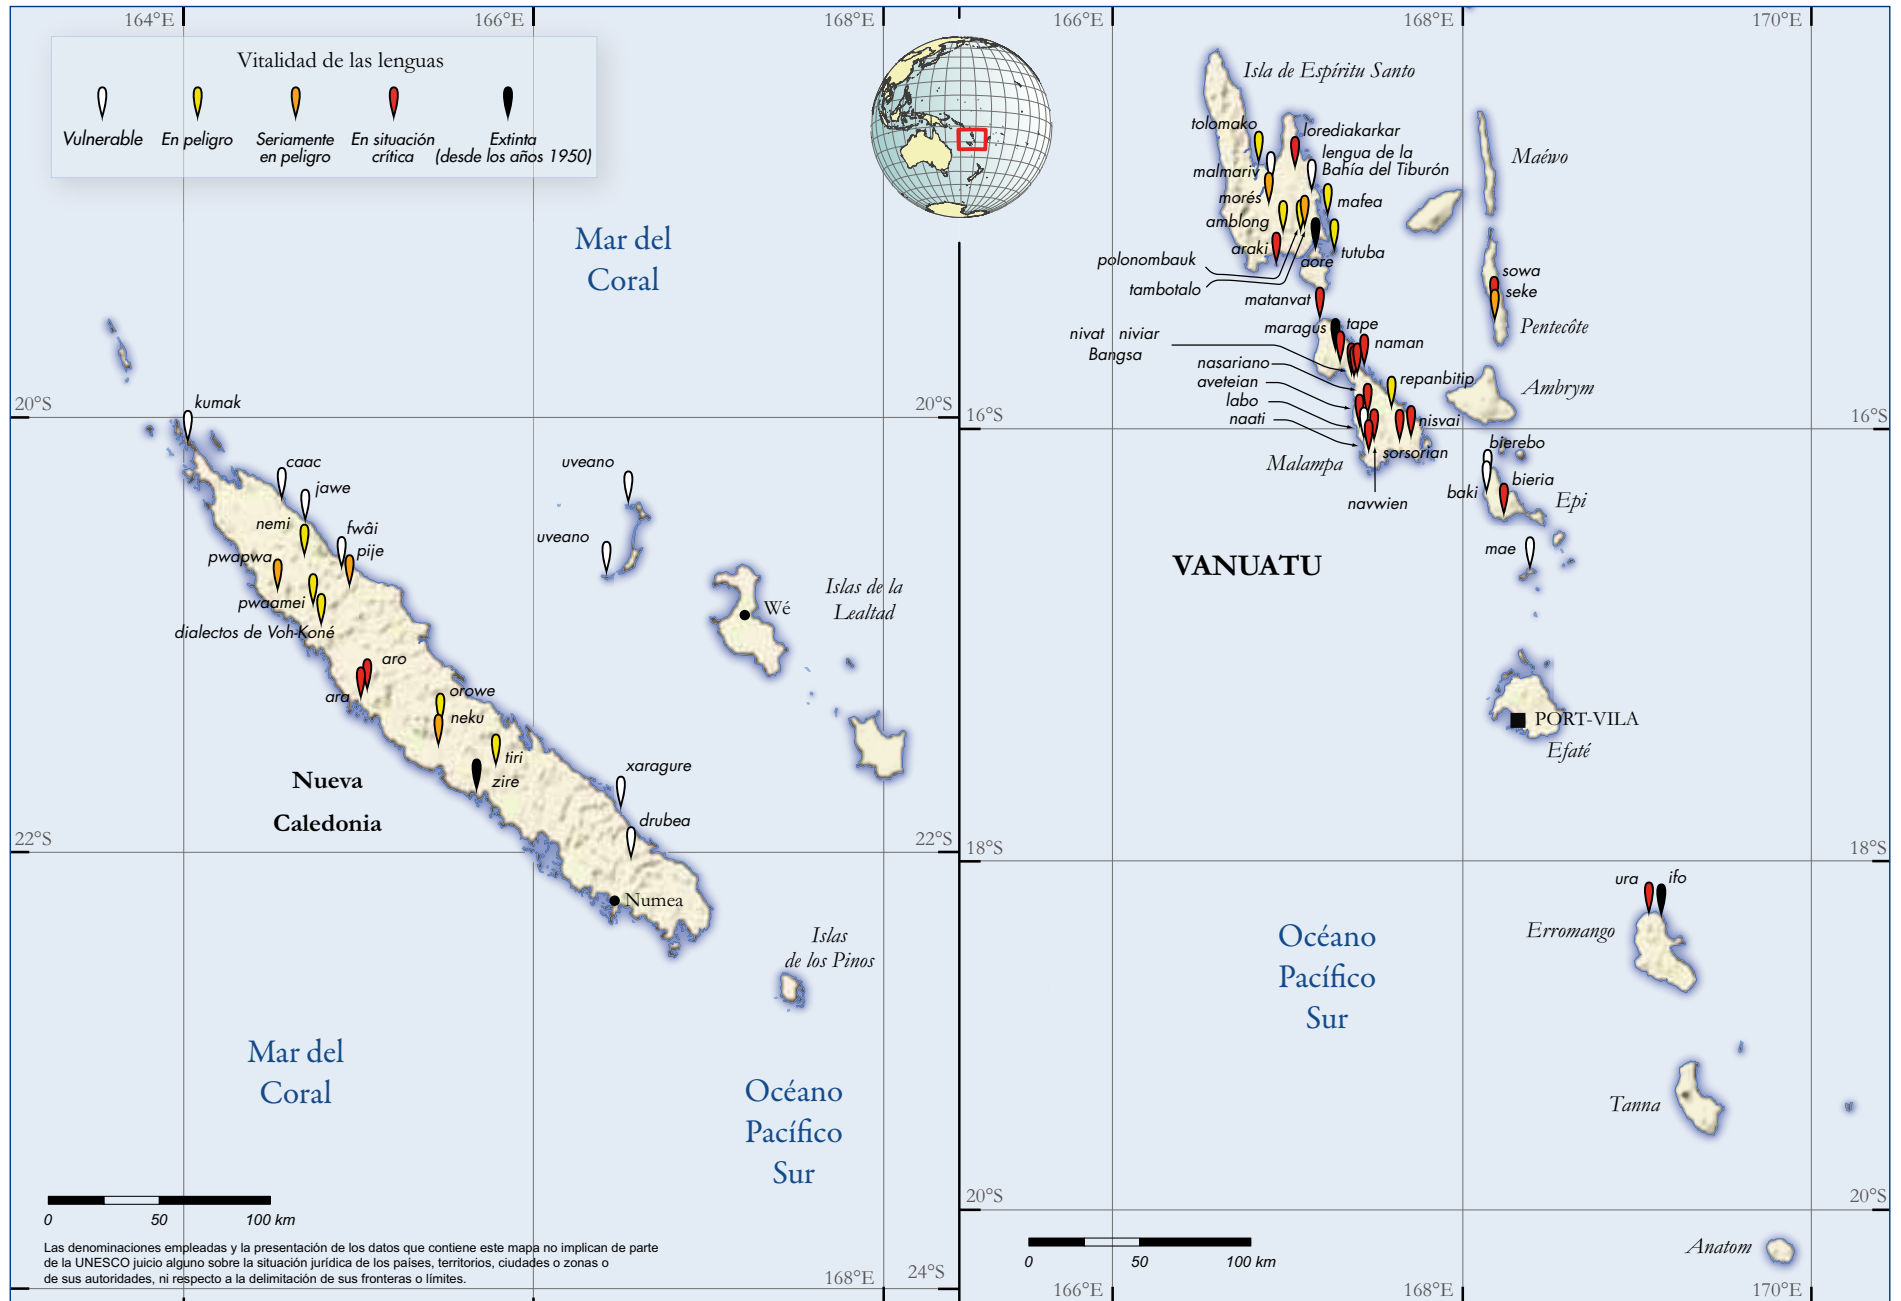 164°E
166°E
168°E
166°E
168°E
170°E
Vitalidad de las lenguas
Vulnerable
En peligro
Seriamente
en peligro
En situación
crítica
Extinta
(desde los años 1950)
Mar del
Coral
20°S
20°S
kumak
caac
jawe
nemi
fwâi
pije
pwapwa
pwaamei
dialectos de Voh-Koné
aro
ara
orowe
neku
tiri
zire
xaragure
drubea
uveano
uveano
Wé
Islas de la
Lealtad
Nueva
Caledonia
22°S
22°S
Numea
Islas
de los Pinos
Mar del
Coral
Océano
Pacífico
Sur
0
50
100 km
Las denominaciones empleadas y la presentación de los datos que contiene este mapa no implican de parte
de la UNESCO juicio alguno sobre la situación jurídica de los países, territorios, ciudades o zonas o
de sus autoridades, ni respecto a la delimitación de sus fronteras o límites.
168°E
24°S
Isla de Espíritu Santo
tolomako
lorediakarkar
lengua de la
Bahía del Tiburón
malmariv
morés
mafea
amblong
araki
aore
tutuba
polonombauk
tambotalo
matanvat
Maéwo
sowa
seke
Pentecôte
maragus
tape
naman
nivat niviar
Bangsa
nasariano
aveteian
labo
naati
repanbitip
nisvai
sorsorian
navwien
Malampa
Ambrym
16°S
16°S
bierebo
baki
bieria
Epi
mae
VANUATU
PORT-VILA
Efaté
18°S
18°S
ura
ifo
Erromango
Océano
Pacífico
Sur
Tanna
20°S
20°S
Anatom
0
50
100 km
166°E
168°E
170°E